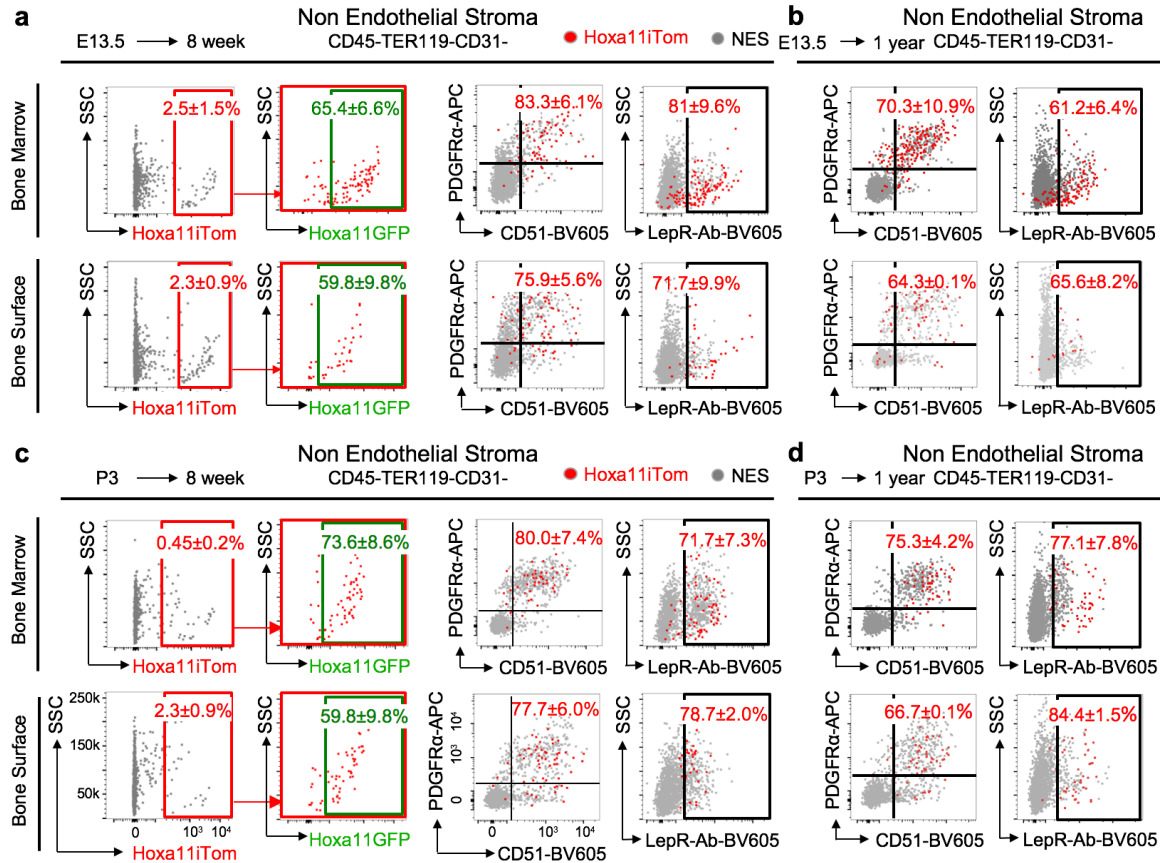 a
Non Endothelial Stroma
E13.5 → 8 week
CD45-TER119-CD31-
Hoxa11iTom
NES
b
Non Endothelial Stroma
E13.5 → 1 year
CD45-TER119-CD31-
Bone Marrow
SSC
2.5±1.5%
Hoxa11iTom
SSC
65.4±6.6%
Hoxa11GFP
PDGFRα-APC
83.3±6.1%
CD51-BV605
SSC
81±9.6%
LepR-Ab-BV605
PDGFRα-APC
70.3±10.9%
CD51-BV605
SSC
61.2±6.4%
LepR-Ab-BV605
Bone Surface
SSC
2.3±0.9%
Hoxa11iTom
SSC
59.8±9.8%
Hoxa11GFP
PDGFRα-APC
75.9±5.6%
CD51-BV605
SSC
71.7±9.9%
LepR-Ab-BV605
PDGFRα-APC
64.3±0.1%
CD51-BV605
SSC
65.6±8.2%
LepR-Ab-BV605
c
Non Endothelial Stroma
P3 → 8 week
CD45-TER119-CD31-
Hoxa11iTom
NES
d
Non Endothelial Stroma
P3 → 1 year
CD45-TER119-CD31-
Bone Marrow
SSC
0.45±0.2%
Hoxa11iTom
SSC
73.6±8.6%
Hoxa11GFP
PDGFRα-APC
80.0±7.4%
CD51-BV605
SSC
71.7±7.3%
LepR-Ab-BV605
PDGFRα-APC
75.3±4.2%
CD51-BV605
SSC
77.1±7.8%
LepR-Ab-BV605
Bone Surface
SSC
250k
150k
50k
2.3±0.9%
0 10³ 10⁴
Hoxa11iTom
SSC
59.8±9.8%
Hoxa11GFP
PDGFRα-APC
10⁴
10³
0
77.7±6.0%
0 10³ 10⁴
CD51-BV605
SSC
78.7±2.0%
LepR-Ab-BV605
PDGFRα-APC
66.7±0.1%
CD51-BV605
SSC
84.4±1.5%
LepR-Ab-BV605